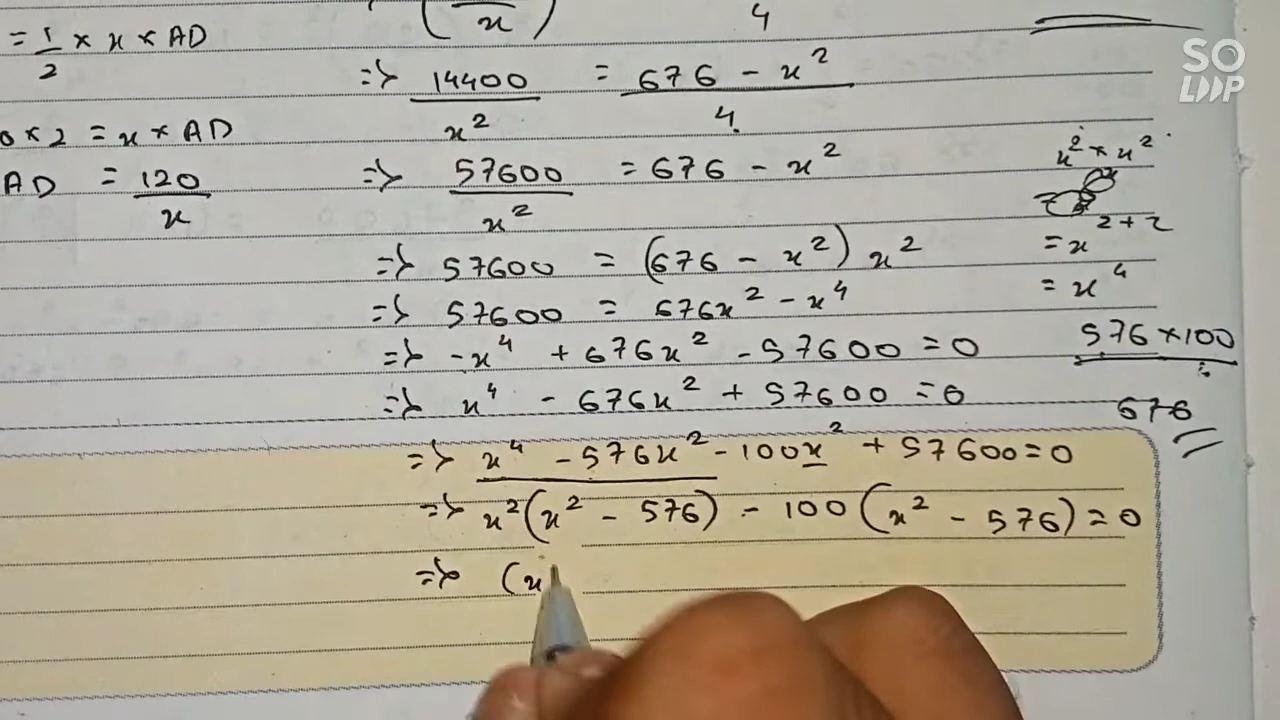 = 1/2 × x × AD
0 × 2 = x × AD
AD = 120/x
x
4
=> 14400/x² = 676 - x²/4
=> 57600/x² = 676 - x²
=> 57600 = (676 - x²) x²
=> 57600 = 676x² - x⁴
=> -x⁴ + 676x² - 57600 = 0
=> x⁴ - 676x² + 57600 = 0
=> x⁴ - 576x² - 100x² + 57600 = 0
=> x²(x² - 576) - 100(x² - 576) = 0
=> (x
SO
LOOP
x² × x²
= x²⁺²
= x⁴
576 × 100
676